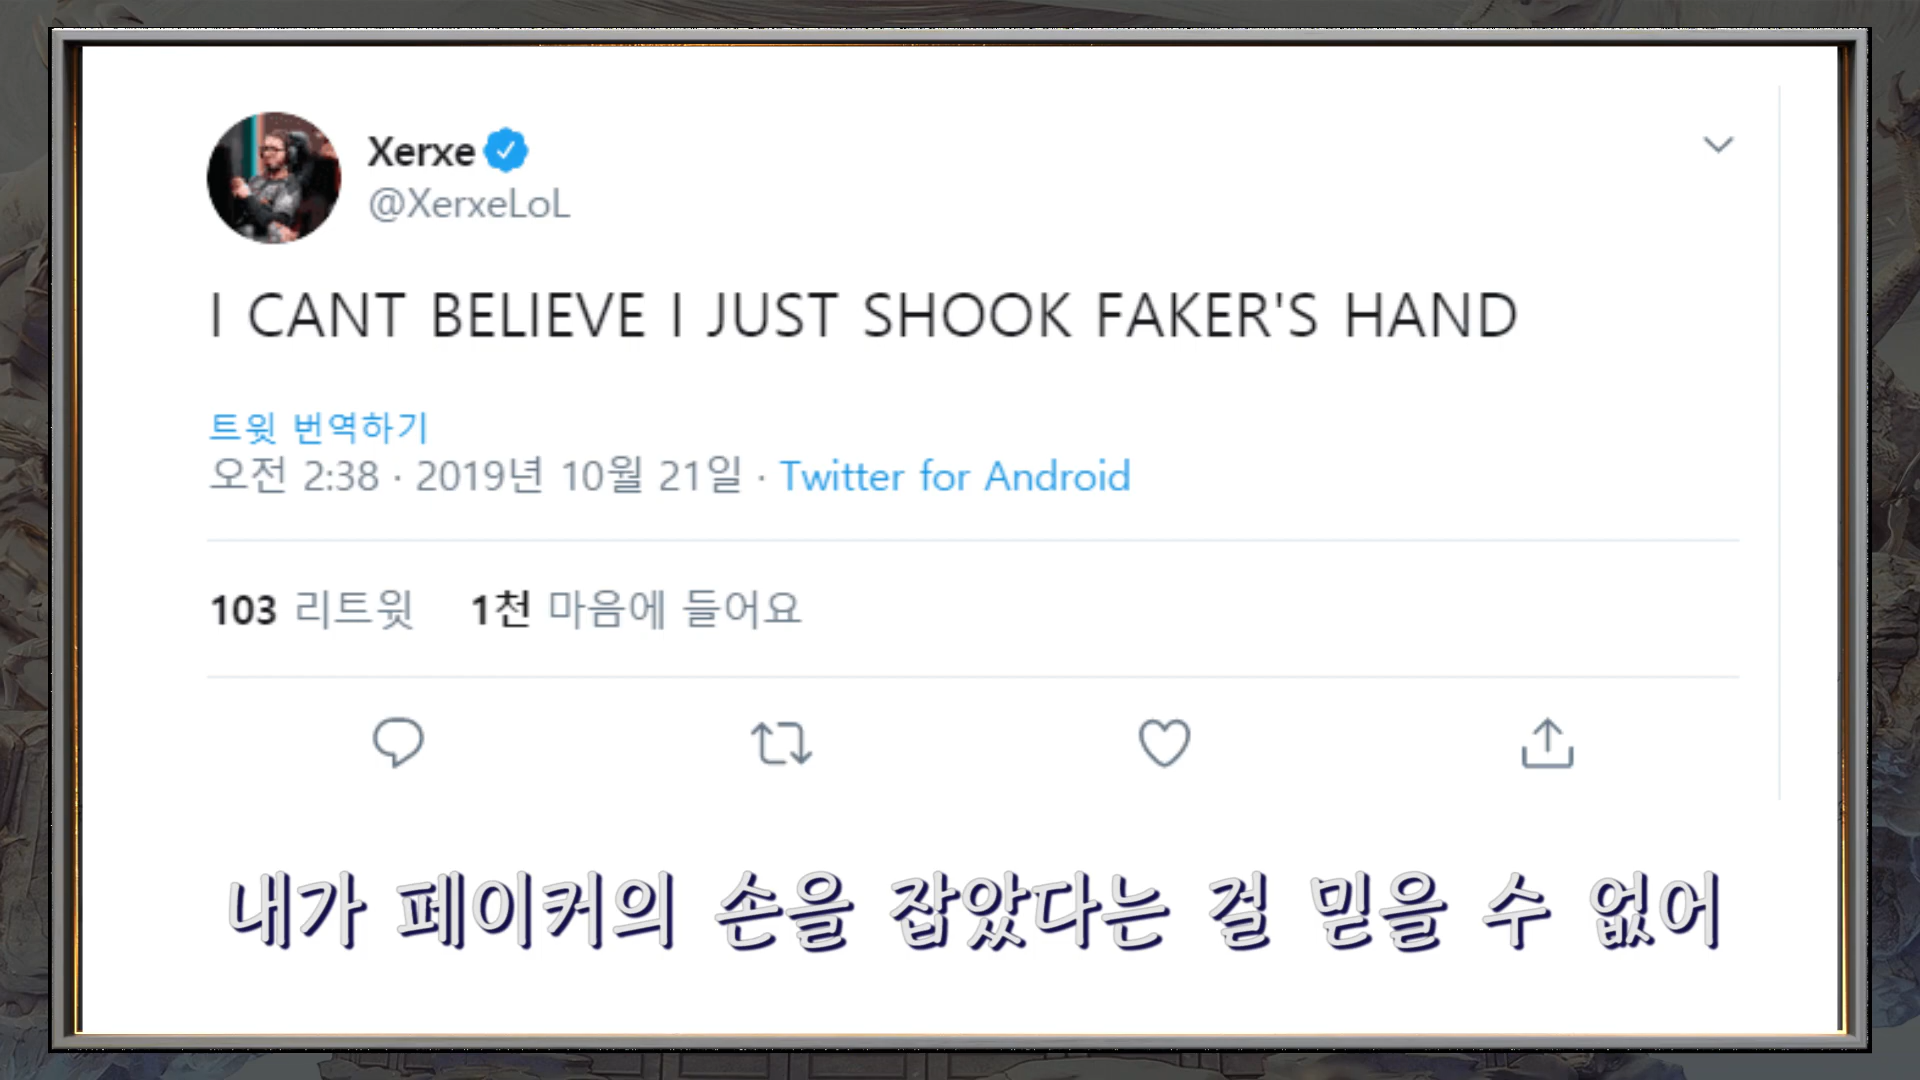 Xerxe
@XerxeLoL
I CANT BELIEVE I JUST SHOOK FAKER'S HAND
트윗 번역하기
오전 2:38 · 2019년 10월 21일 · Twitter for Android
103 리트윗 1천 마음에 들어요
내가 페이커의 손을 잡았다는 걸 믿을 수 없어